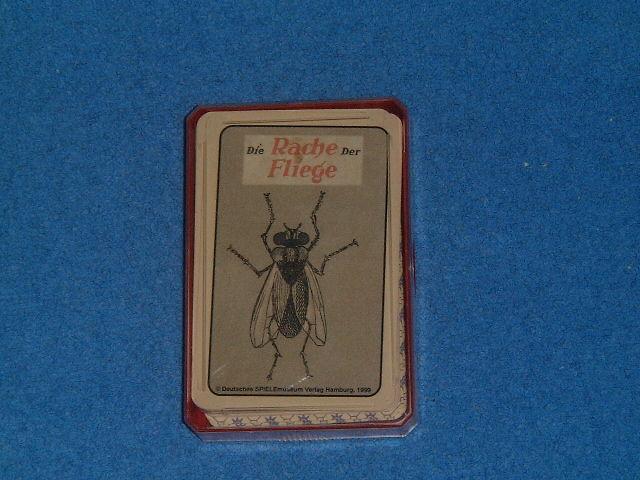 Die Rache Der
Fliege
© Deutsches SPIELEmuseum Verlag Hamburg, 1999